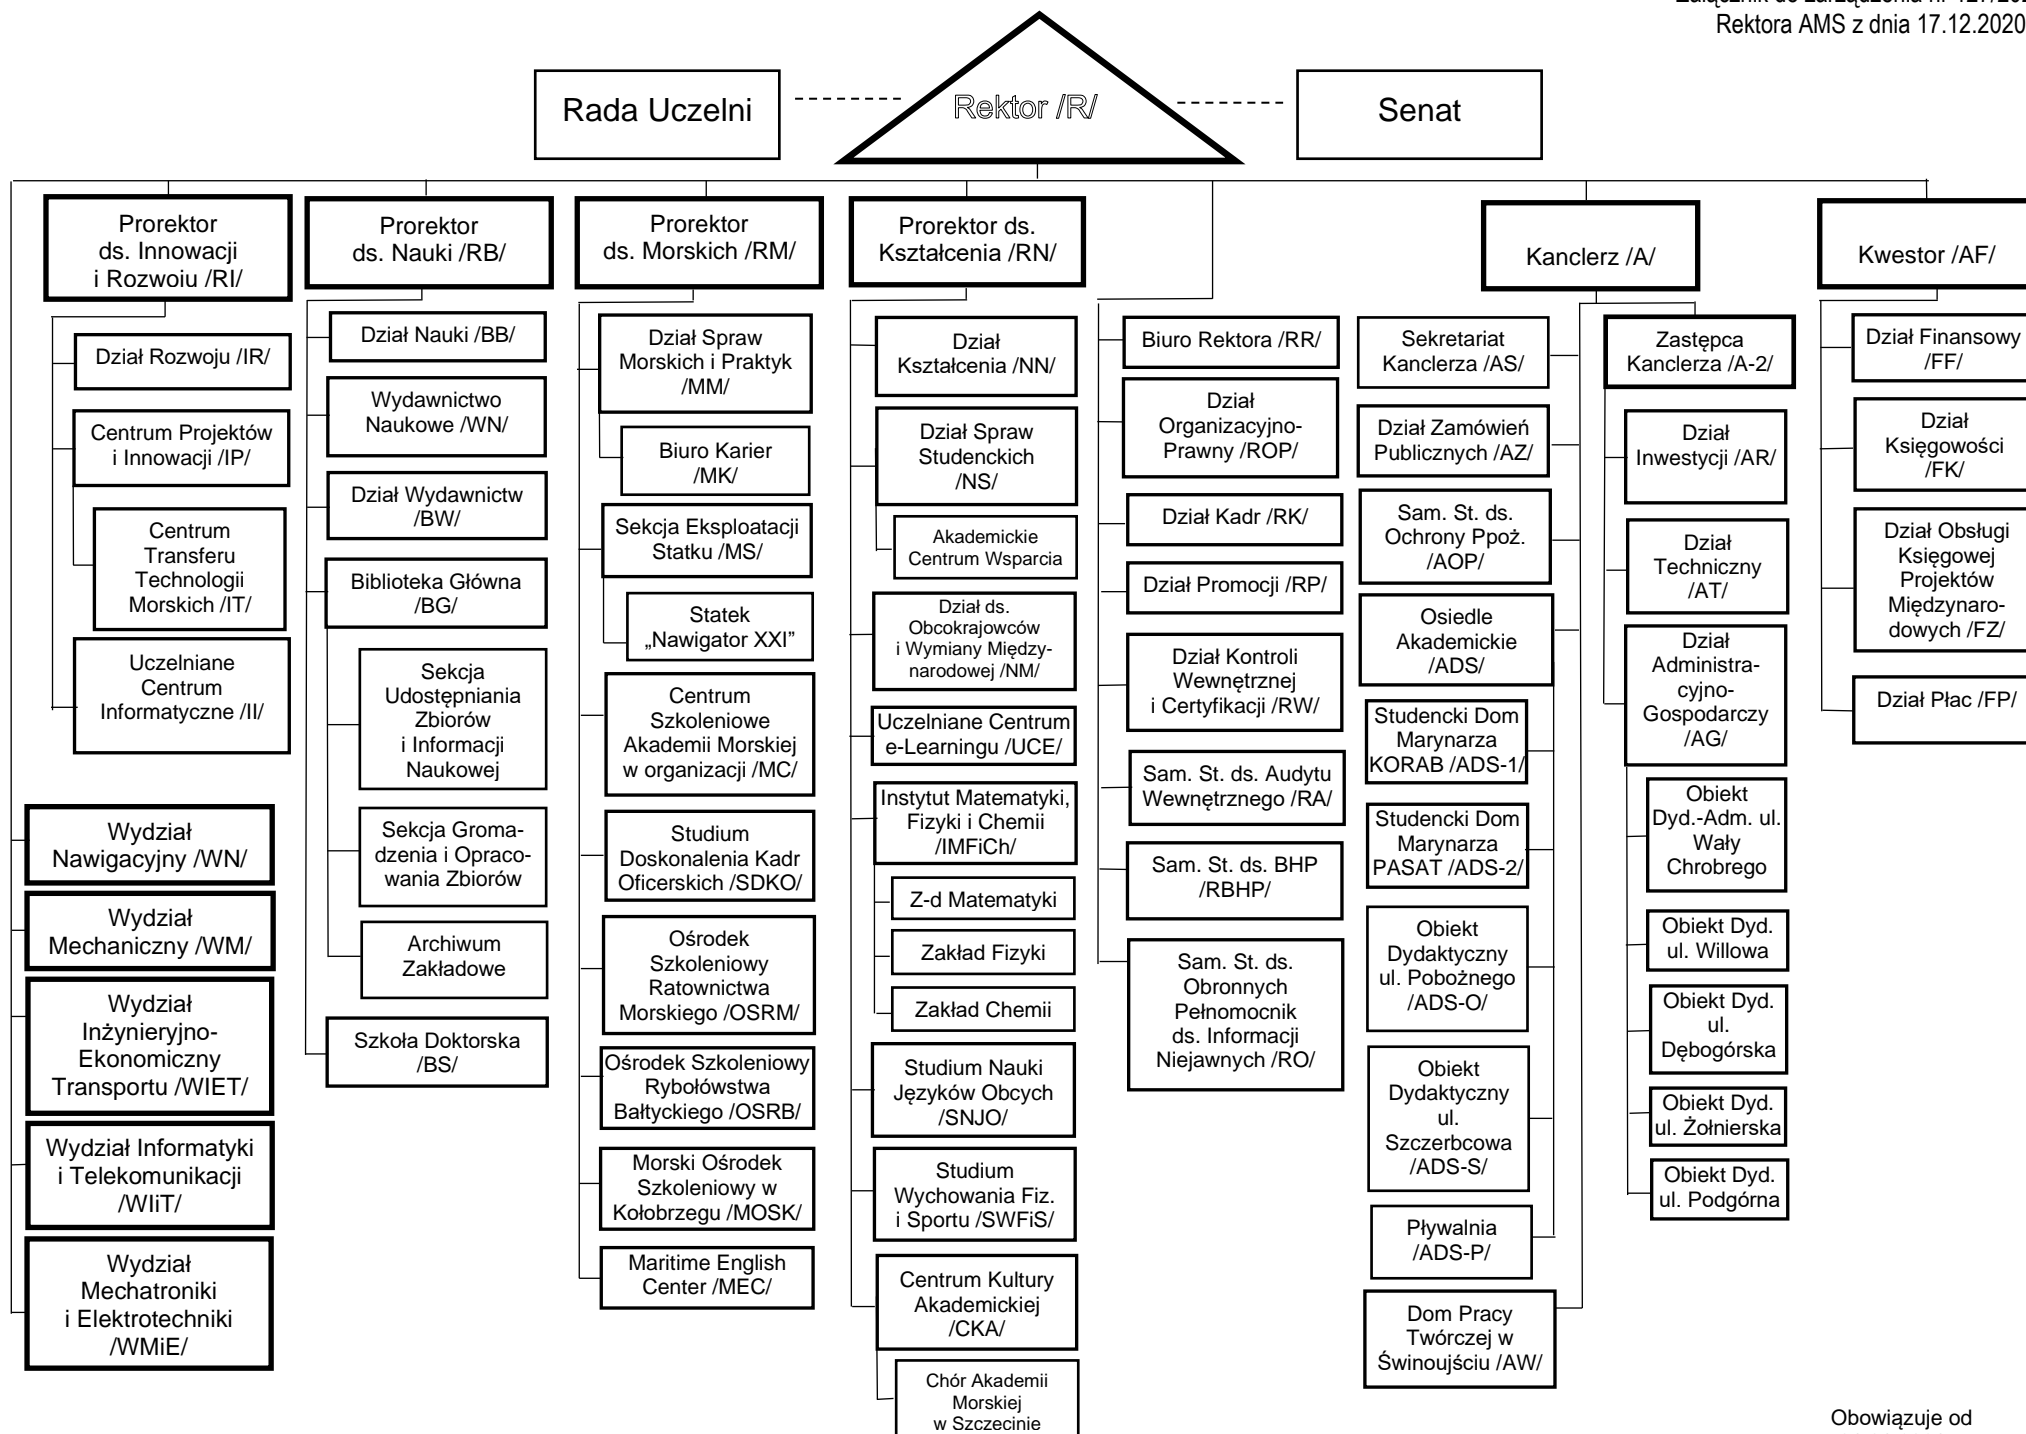 Rektora AMS z dnia 17.12.2020
Rada Uczelni
Rektor /R/
Senat
Prorektor
ds. Innowacji
i Rozwoiu /RI/
Prorektor
ds. Nauki /RB/
Prorektor
ds. Morskich /RM/
Prorektor ds.
Kształcenia /RN/
Kanclerz /A/
Kwestor /AF/
Dział Rozwoju /IR/
Centrum Projektów
i Innowacji /IP/
Centrum
Transferu
Technologii
Morskich /IT/
Uczelniane
Centrum
Informatyczne /II/
Wydział
Nawigacyjny /WN/
Wydział
Mechaniczny /WM/
Wydział
Inżynieryjno-
Ekonomiczny
Transportu /WIET/
Wydział Informatyki
i Telekomunikacji
/WIiT/
Wydział
Mechatroniki
i Elektrotechniki
/WMiE/
Dział Nauki /BB/
Wydawnictwo
Naukowe /WN/
Dział Wydawnictw
/BW/
Biblioteka Główna
/BG/
Sekcja
Udostępniania
Zbiorów
i Informacji
Naukowej
Sekcja Groma-
dzenia i Opraco-
wania Zbiorów
Archiwum
Zakładowe
Szkoła Doktorska
/BS/
Dział Spraw
Morskich i Praktyk
/MM/
Biuro Karier
/MK/
Sekcja Eksploatacji
Statku /MS/
Statek
„Nawigator XXI”
Centrum
Szkoleniowe
Akademii Morskiej
w organizacji /MC/
Studium
Doskonalenia Kadr
Oficerskich /SDKO/
Ośrodek
Szkoleniowy
Ratownictwa
Morskiego /OSRM/
Ośrodek Szkoleniowy
Rybołówstwa
Bałtyckiego /OSRB/
Morski Ośrodek
Szkoleniowy w
Kołobrzegu /MOSK/
Maritime English
Center /MEC/
Dział
Kształcenia /NN/
Dział Spraw
Studenckich
/NS/
Akademickie
Centrum Wsparcia
Dział ds.
Obcokrajowców
i Wymiany Między-
narodowej /NM/
Uczelniane Centrum
e-Learningu /UCE/
Instytut Matematyki,
Fizyki i Chemii
/IMFiCh/
Z-d Matematyki
Zakład Fizyki
Zakład Chemii
Studium Nauki
Języków Obcych
/SNJO/
Studium
Wychowania Fiz.
i Sportu /SWFiS/
Centrum Kultury
Akademickiej
/CKA/
Chór Akademii
Morskiej
w Szczecinie
Biuro Rektora /RR/
Dział
Organizacyjno-
Prawny /ROP/
Dział Kadr /RK/
Dział Promocji /RP/
Dział Kontroli
Wewnętrznej
i Certyfikacji /RW/
Sam. St. ds. Audytu
Wewnętrznego /RA/
Sam. St. ds. BHP
/RBHP/
Sam. St. ds.
Obronnych
Pełnomocnik
ds. Informacji
Niejawnych /RO/
Sekretariat
Kanclerza /AS/
Dział Zamówień
Publicznych /AZ/
Sam. St. ds.
Ochrony Ppoż.
/AOP/
Osiedle
Akademickie
/ADS/
Studencki Dom
Marynarza
KORAB /ADS-1/
Studencki Dom
Marynarza
PASAT /ADS-2/
Obiekt
Dydaktyczny
ul. Pobożnego
/ADS-O/
Obiekt
Dydaktyczny
ul.
Szczerbcowa
/ADS-S/
Pływalnia
/ADS-P/
Dom Pracy
Twórczej w
Świnoujściu /AW/
Zastępca
Kanclerza /A-2/
Dział
Inwestycji /AR/
Dział
Techniczny
/AT/
Dział
Administra-
cyjno-
Gospodarczy
/AG/
Obiekt
Dyd.-Adm. ul.
Wały
Chrobrego
Obiekt Dyd.
ul. Willowa
Obiekt Dyd.
ul.
Dębogórska
Obiekt Dyd.
ul. Żołnierska
Obiekt Dyd.
ul. Podgórna
Dział Finansowy
/FF/
Dział
Księgowości
/FK/
Dział Obsługi
Księgowej
Projektów
Międzynaro-
dowych /FZ/
Dział Płac /FP/
Obowiązuje od